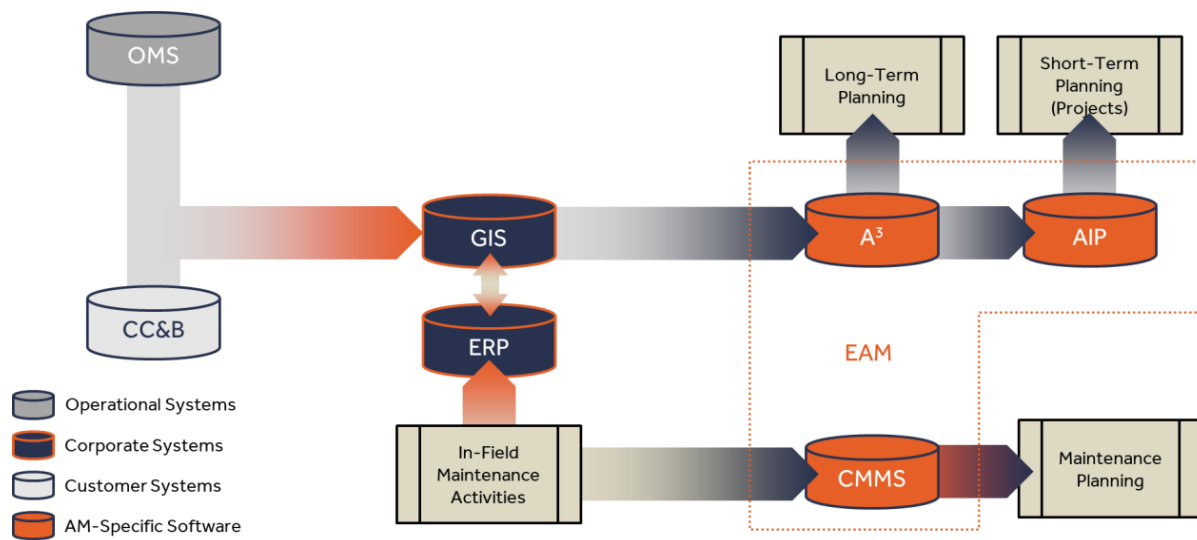 OMS
Long-Term
Planning
Short-Term
Planning
(Projects)
GIS
A³
AIP
CC&B
ERP
EAM
Operational Systems
Corporate Systems
Customer Systems
AM-Specific Software
In-Field
Maintenance
Activities
CMMS
Maintenance
Planning